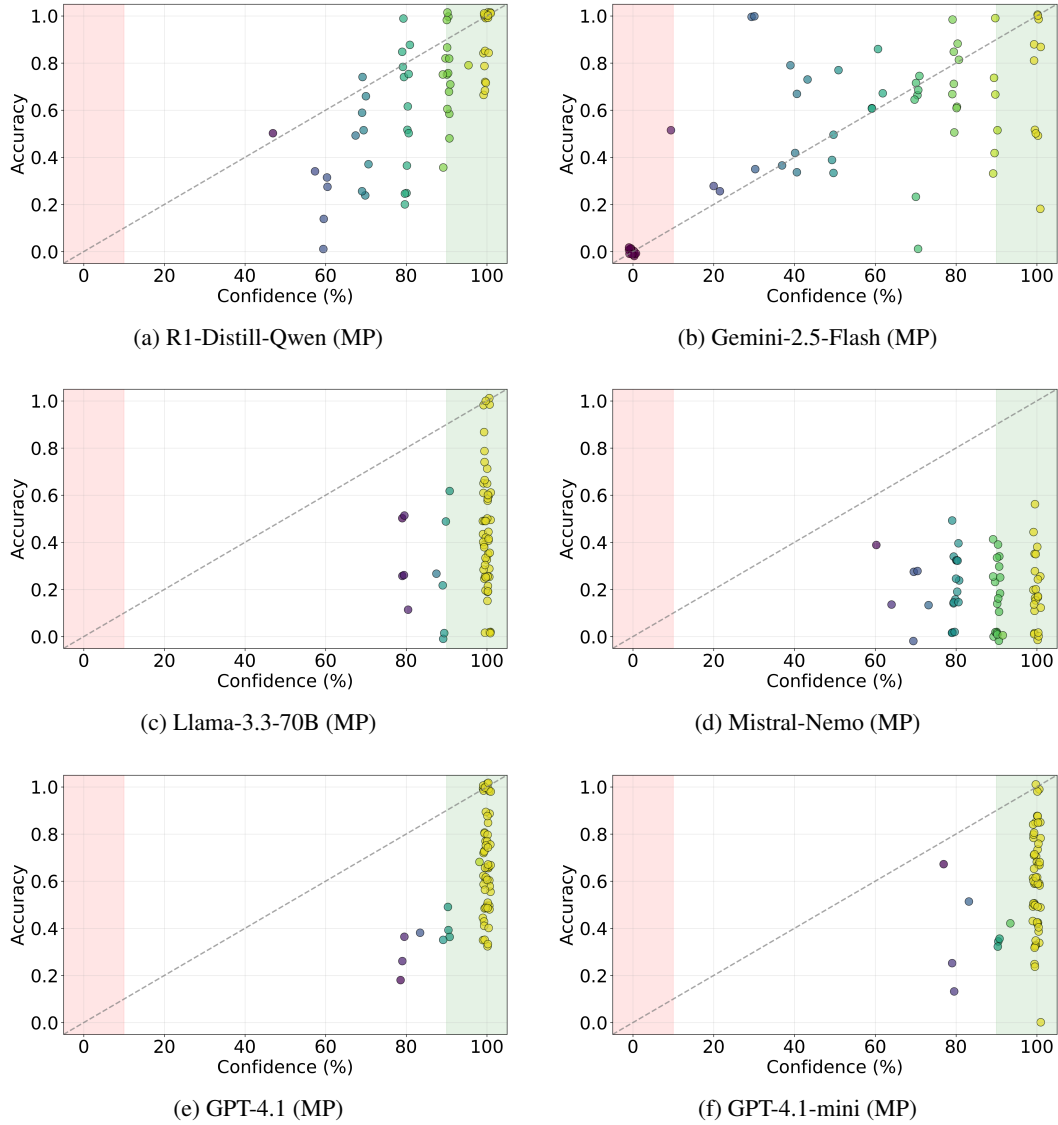 1.0
0.8
0.6
0.4
0.2
0.0
Accuracy
0 20 40 60 80 100
Confidence (%)
(a) R1-Distill-Qwen (MP)
1.0
0.8
0.6
0.4
0.2
0.0
Accuracy
0 20 40 60 80 100
Confidence (%)
(b) Gemini-2.5-Flash (MP)
1.0
0.8
0.6
0.4
0.2
0.0
Accuracy
0 20 40 60 80 100
Confidence (%)
(c) Llama-3.3-70B (MP)
1.0
0.8
0.6
0.4
0.2
0.0
Accuracy
0 20 40 60 80 100
Confidence (%)
(d) Mistral-Nemo (MP)
1.0
0.8
0.6
0.4
0.2
0.0
Accuracy
0 20 40 60 80 100
Confidence (%)
(e) GPT-4.1 (MP)
1.0
0.8
0.6
0.4
0.2
0.0
Accuracy
0 20 40 60 80 100
Confidence (%)
(f) GPT-4.1-mini (MP)